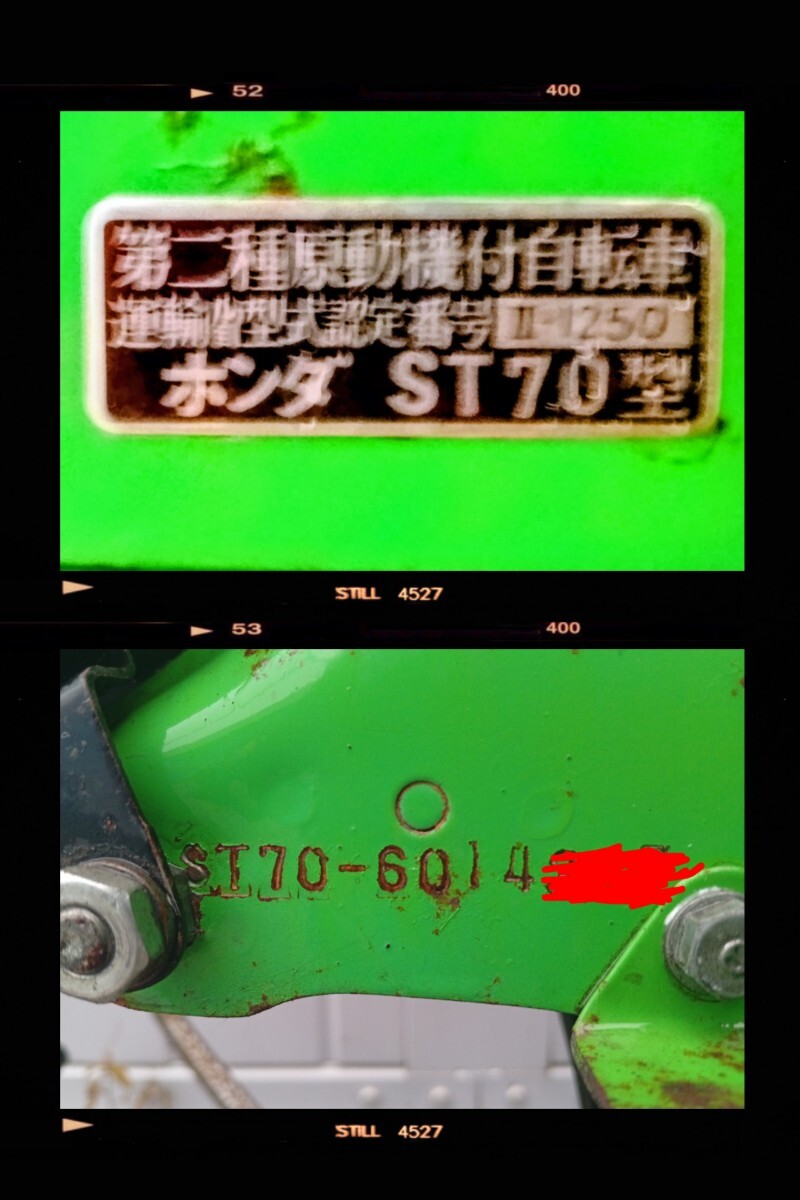 52 400
第二種原動機付自転車
運輸省型式認定番号 II-1250
ホンダ ST70型
STILL 4527
53 400
ST70-6014
STILL 4527